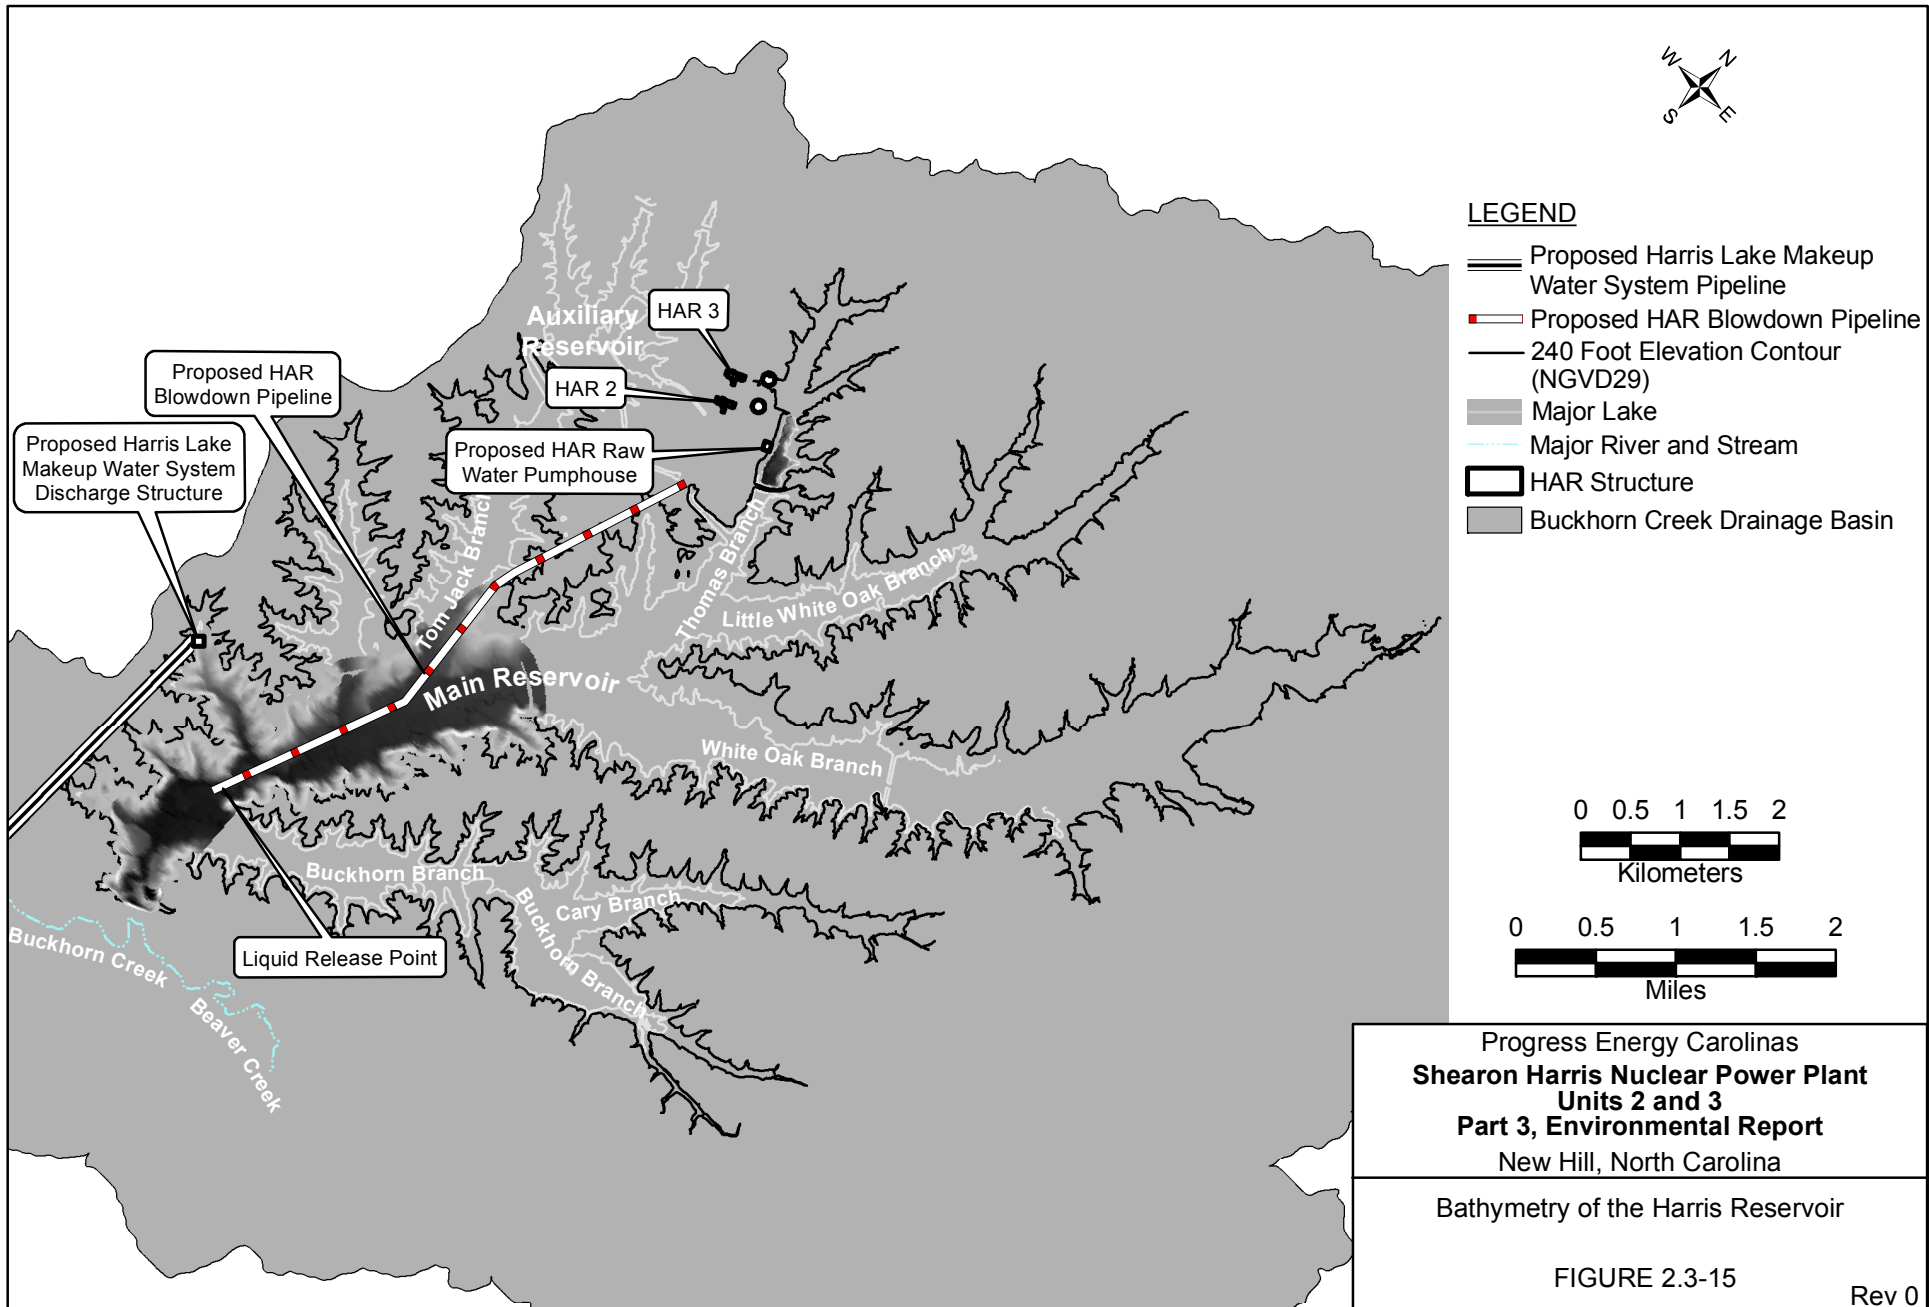 W
N
S
E
LEGEND
Proposed Harris Lake Makeup
Water System Pipeline
Proposed HAR Blowdown Pipeline
240 Foot Elevation Contour
(NGVD29)
Major Lake
Major River and Stream
HAR Structure
Buckhorn Creek Drainage Basin
Auxiliary
Reservoir
HAR 3
HAR 2
Proposed HAR
Blowdown Pipeline
Proposed Harris Lake
Makeup Water System
Discharge Structure
Proposed HAR Raw
Water Pumphouse
Tom Jack Branch
Thomas Branch
Little White Oak Branch
Main Reservoir
White Oak Branch
Buckhorn Branch
Cary Branch
Buckhorn Branch
Liquid Release Point
Buckhorn Creek
Beaver Creek
0 0.5 1 1.5 2
Kilometers
0 0.5 1 1.5 2
Miles
Progress Energy Carolinas
Shearon Harris Nuclear Power Plant
Units 2 and 3
Part 3, Environmental Report
New Hill, North Carolina
Bathymetry of the Harris Reservoir
FIGURE 2.3-15
Rev 0